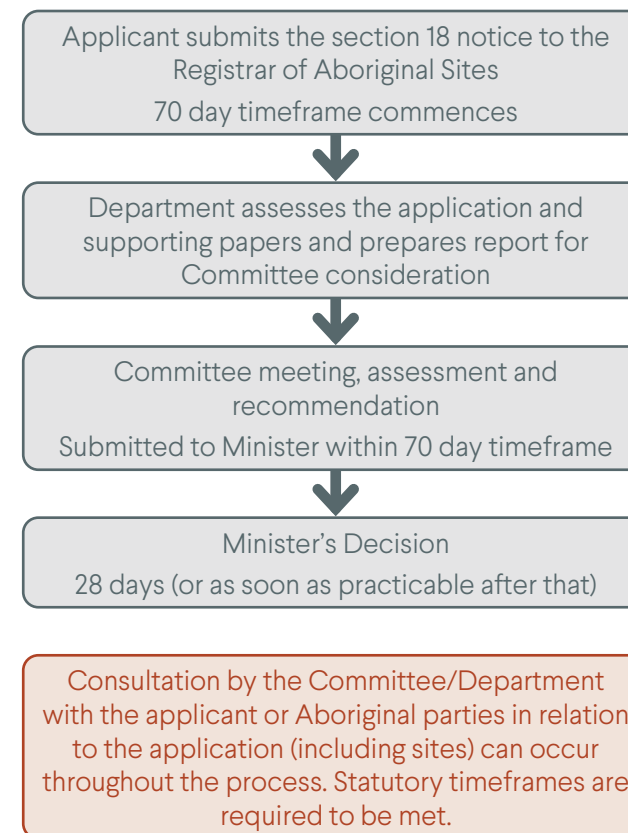 Applicant submits the section 18 notice to the
Registrar of Aboriginal Sites
70 day timeframe commences
Department assesses the application and
supporting papers and prepares report for
Committee consideration
Committee meeting, assessment and
recommendation
Submitted to Minister within 70 day timeframe
Minister’s Decision
28 days (or as soon as practicable after that)
Consultation by the Committee/Department
with the applicant or Aboriginal parties in relation
to the application (including sites) can occur
throughout the process. Statutory timeframes are
required to be met.